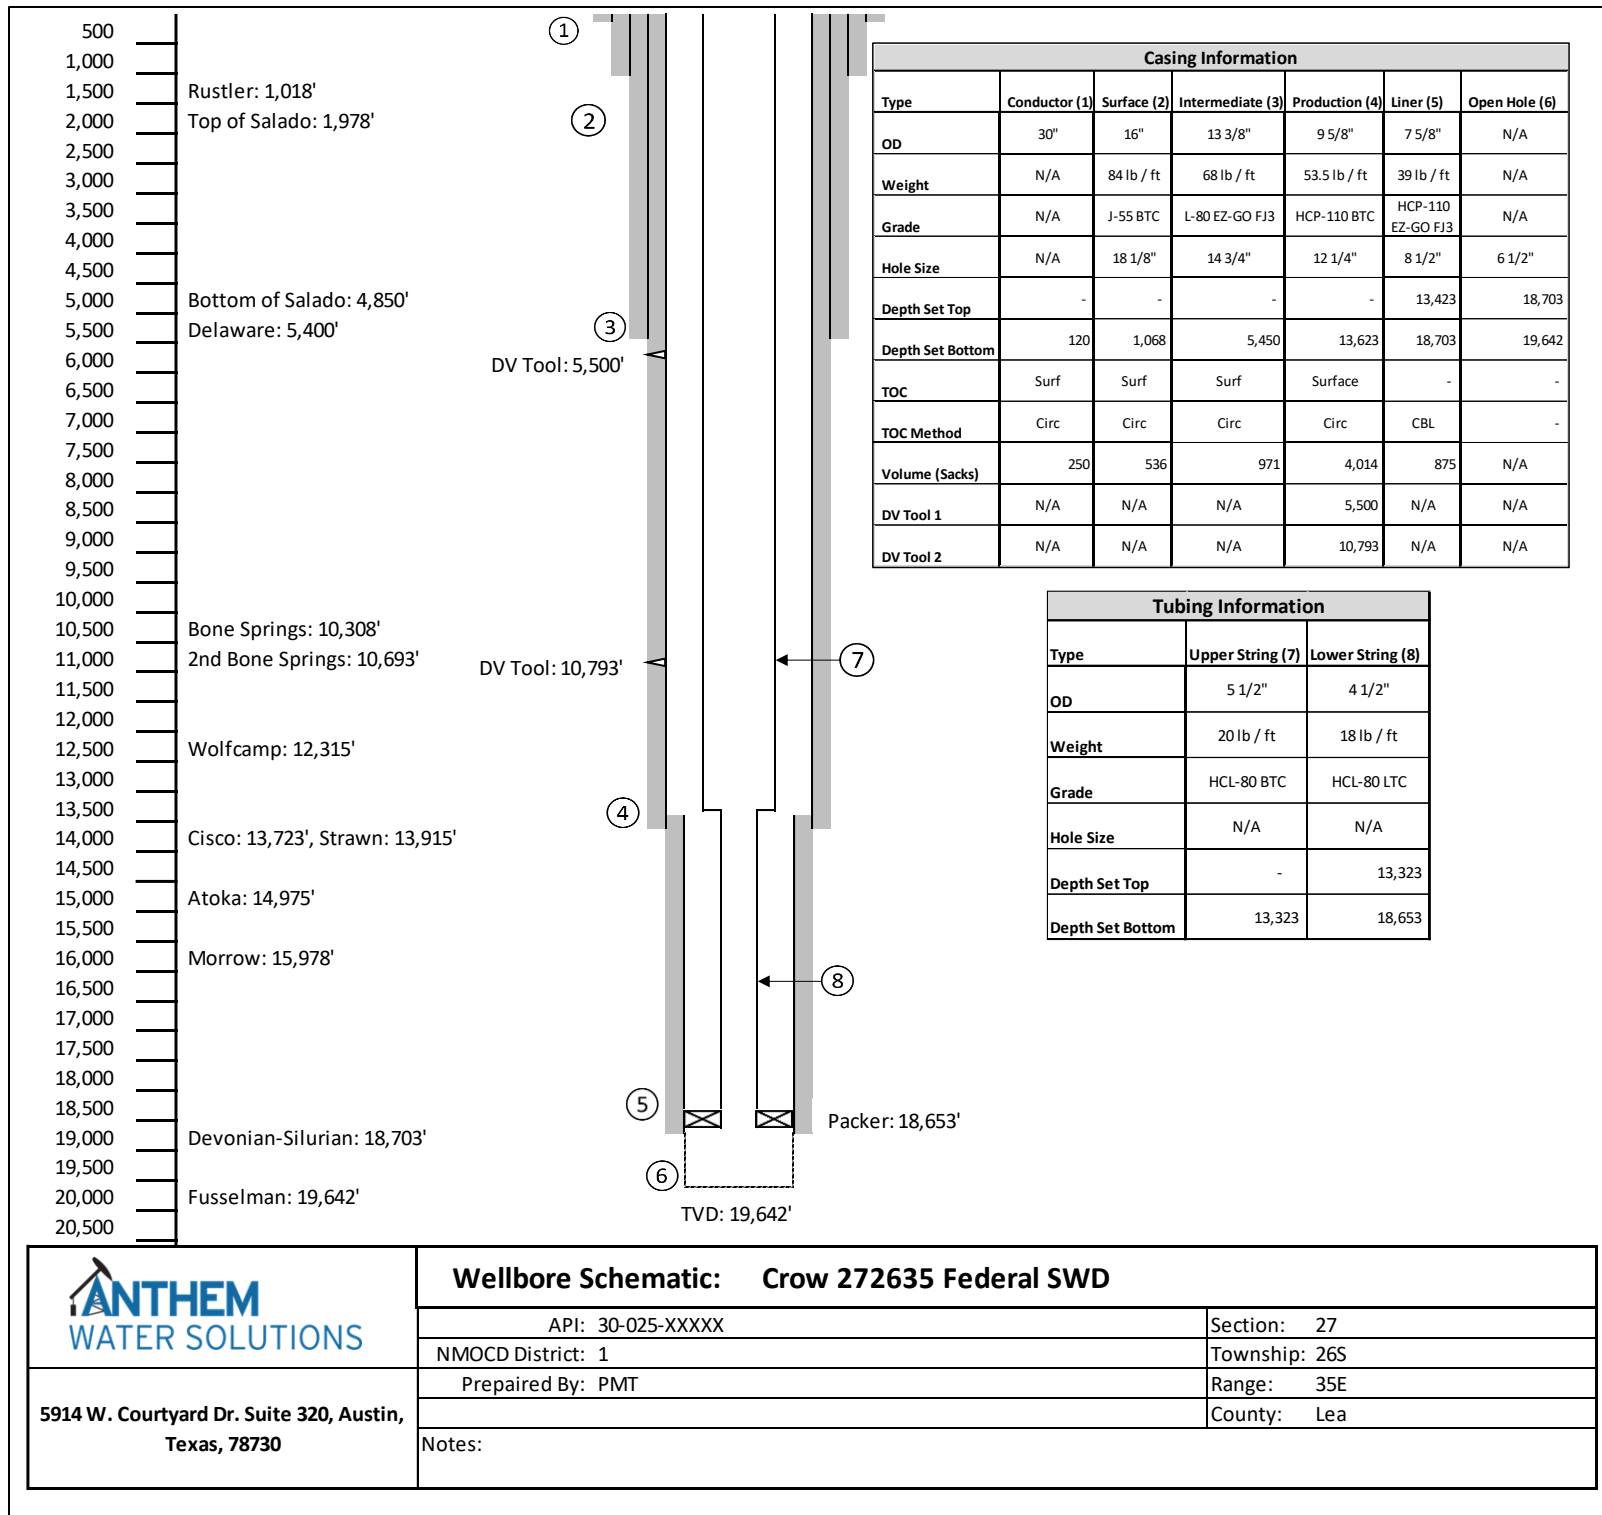 500
1,000
1,500 Rustler: 1,018'
2,000 Top of Salado: 1,978'
2,500
3,000
3,500
4,000
4,500
5,000 Bottom of Salado: 4,850'
5,500 Delaware: 5,400'
6,000
6,500
7,000
7,500
8,000
8,500
9,000
9,500
10,000
10,500 Bone Springs: 10,308'
11,000 2nd Bone Springs: 10,693'
11,500
12,000
12,500 Wolfcamp: 12,315'
13,000
13,500
14,000 Cisco: 13,723', Strawn: 13,915'
14,500
15,000 Atoka: 14,975'
15,500
16,000 Morrow: 15,978'
16,500
17,000
17,500
18,000
18,500
19,000 Devonian-Silurian: 18,703'
19,500
20,000 Fusselman: 19,642'
20,500
1
2
3
DV Tool: 5,500'
DV Tool: 10,793'
7
4
8
5
Packer: 18,653'
6
TVD: 19,642'
Casing Information
Type Conductor (1) Surface (2) Intermediate (3) Production (4) Liner (5) Open Hole (6)
OD 30" 16" 13 3/8" 9 5/8" 7 5/8" N/A
Weight N/A 84 lb / ft 68 lb / ft 53.5 lb / ft 39 lb / ft N/A
Grade N/A J-55 BTC L-80 EZ-GO FJ3 HCP-110 BTC HCP-110 EZ-GO FJ3 N/A
Hole Size N/A 18 1/8" 14 3/4" 12 1/4" 8 1/2" 6 1/2"
Depth Set Top - - - - 13,423 18,703
Depth Set Bottom 120 1,068 5,450 13,623 18,703 19,642
TOC Surf Surf Surf Surface - -
TOC Method Circ Circ Circ Circ CBL -
Volume (Sacks) 250 536 971 4,014 875 N/A
DV Tool 1 N/A N/A N/A 5,500 N/A N/A
DV Tool 2 N/A N/A N/A 10,793 N/A N/A
Tubing Information
Type Upper String (7) Lower String (8)
OD 5 1/2" 4 1/2"
Weight 20 lb / ft 18 lb / ft
Grade HCL-80 BTC HCL-80 LTC
Hole Size N/A N/A
Depth Set Top - 13,323
Depth Set Bottom 13,323 18,653
ANTHEM
WATER SOLUTIONS
5914 W. Courtyard Dr. Suite 320, Austin,
Texas, 78730
Wellbore Schematic: Crow 272635 Federal SWD
API: 30-025-XXXXX Section: 27
NMOCD District: 1 Township: 26S
Prepaired By: PMT Range: 35E
County: Lea
Notes: